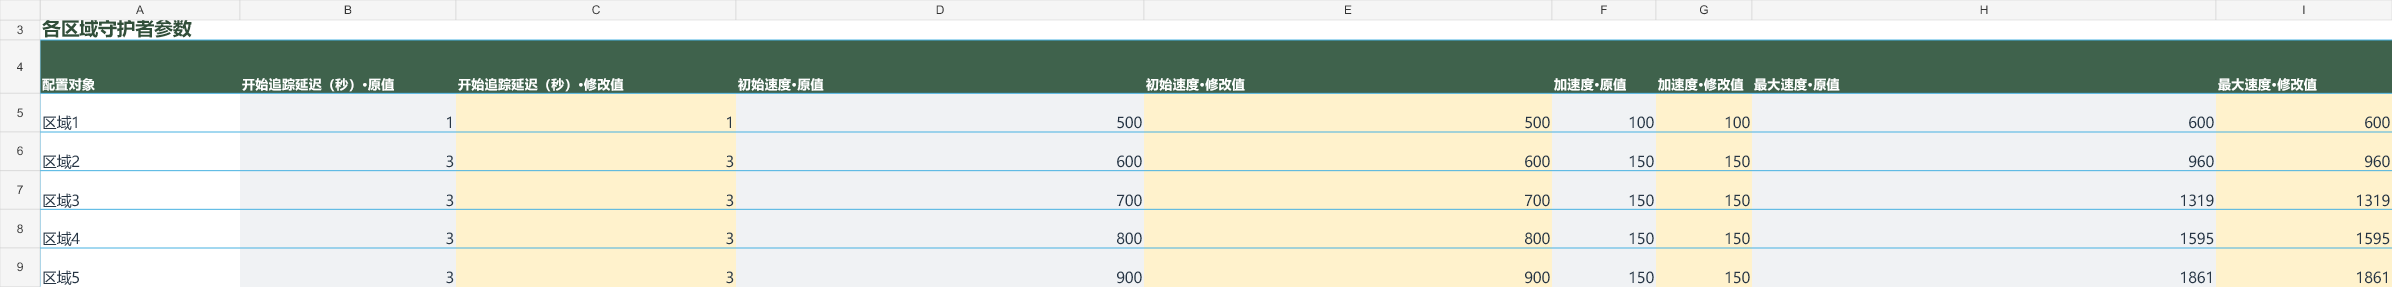 A B C D E F G H I
3 各区域守护者参数
4 配置对象 开始追踪延迟（秒）·原值 开始追踪延迟（秒）·修改值 初始速度·原值 初始速度·修改值 加速度·原值 加速度·修改值 最大速度·原值 最大速度·修改值
5 区域1 1 1 500 500 100 100 600 600
6 区域2 3 3 600 600 150 150 960 960
7 区域3 3 3 700 700 150 150 1319 1319
8 区域4 3 3 800 800 150 150 1595 1595
9 区域5 3 3 900 900 150 150 1861 1861